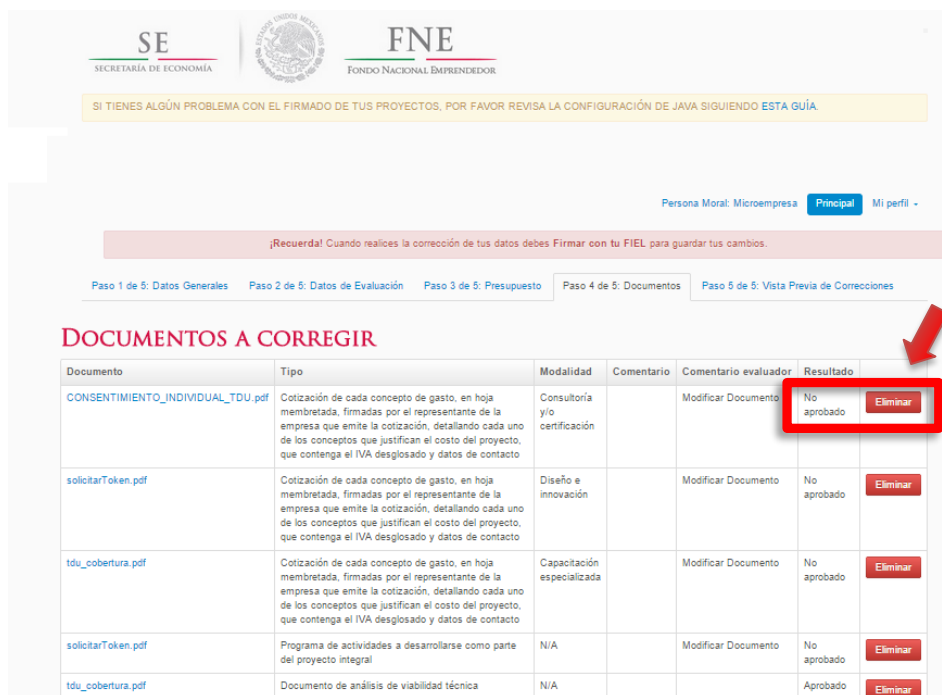 SE
SECRETARÍA DE ECONOMÍA
ESTADOS UNIDOS MEXICANOS
FNE
FONDO NACIONAL EMPRENDEDOR
SI TIENES ALGÚN PROBLEMA CON EL FIRMADO DE TUS PROYECTOS, POR FAVOR REVISA LA CONFIGURACIÓN DE JAVA SIGUIENDO ESTA GUÍA.
Persona Moral: Microempresa Principal Mi perfil
¡Recuerda! Cuando realices la corrección de tus datos debes Firmar con tu FIEL para guardar tus cambios.
Paso 1 de 5: Datos Generales Paso 2 de 5: Datos de Evaluación Paso 3 de 5: Presupuesto Paso 4 de 5: Documentos Paso 5 de 5: Vista Previa de Correcciones
DOCUMENTOS A CORREGIR
Documento Tipo Modalidad Comentario Comentario evaluador Resultado
CONSENTIMIENTO_INDIVIDUAL_TDU.pdf Cotización de cada concepto de gasto, en hoja Consultoría Modificar Documento No Eliminar
membretada, firmadas por el representante de la y/o aprobado
empresa que emite la cotización, detallando cada uno certificación
de los conceptos que justifican el costo del proyecto,
que contenga el IVA desglosado y datos de contacto
solicitarToken.pdf Cotización de cada concepto de gasto, en hoja Diseño e Modificar Documento No Eliminar
membretada, firmadas por el representante de la innovación aprobado
empresa que emite la cotización, detallando cada uno
de los conceptos que justifican el costo del proyecto,
que contenga el IVA desglosado y datos de contacto
tdu_cobertura.pdf Cotización de cada concepto de gasto, en hoja Capacitación Modificar Documento No Eliminar
membretada, firmadas por el representante de la especializada aprobado
empresa que emite la cotización, detallando cada uno
de los conceptos que justifican el costo del proyecto,
que contenga el IVA desglosado y datos de contacto
solicitarToken.pdf Programa de actividades a desarrollarse como parte N/A Modificar Documento No Eliminar
del proyecto integral aprobado
tdu_cobertura.pdf Documento de análisis de viabilidad técnica N/A Aprobado Eliminar